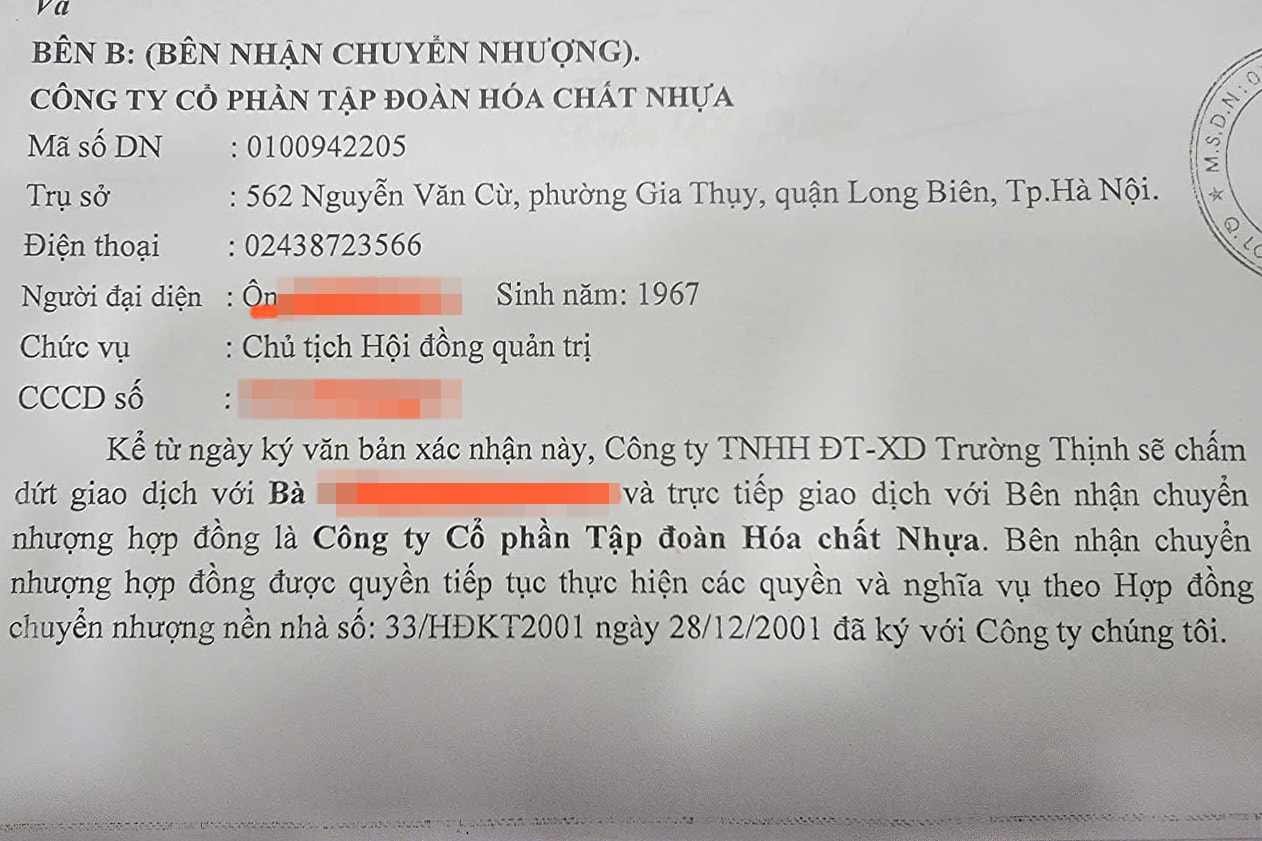 Và
BÊN B: (BÊN NHẬN CHUYỂN NHƯỢNG).
CÔNG TY CỔ PHẦN TẬP ĐOÀN HÓA CHẤT NHỰA
Mã số DN : 0100942205
Trụ sở : 562 Nguyễn Văn Cừ, phường Gia Thụy, quận Long Biên, Tp.Hà Nội.
Điện thoại : 02438723566
Người đại diện : Ôn Sinh năm: 1967
Chức vụ : Chủ tịch Hội đồng quản trị
CCCD số :
Kể từ ngày ký văn bản xác nhận này, Công ty TNHH ĐT-XD Trường Thịnh sẽ chấm
dứt giao dịch với Bà và trực tiếp giao dịch với Bên nhận chuyển
nhượng hợp đồng là Công ty Cổ phần Tập đoàn Hóa chất Nhựa. Bên nhận chuyển
nhượng hợp đồng được quyền tiếp tục thực hiện các quyền và nghĩa vụ theo Hợp đồng
chuyển nhượng nền nhà số: 33/HĐKT2001 ngày 28/12/2001 đã ký với Công ty chúng tôi.
★ M.S.D.N: 0
Q. LO